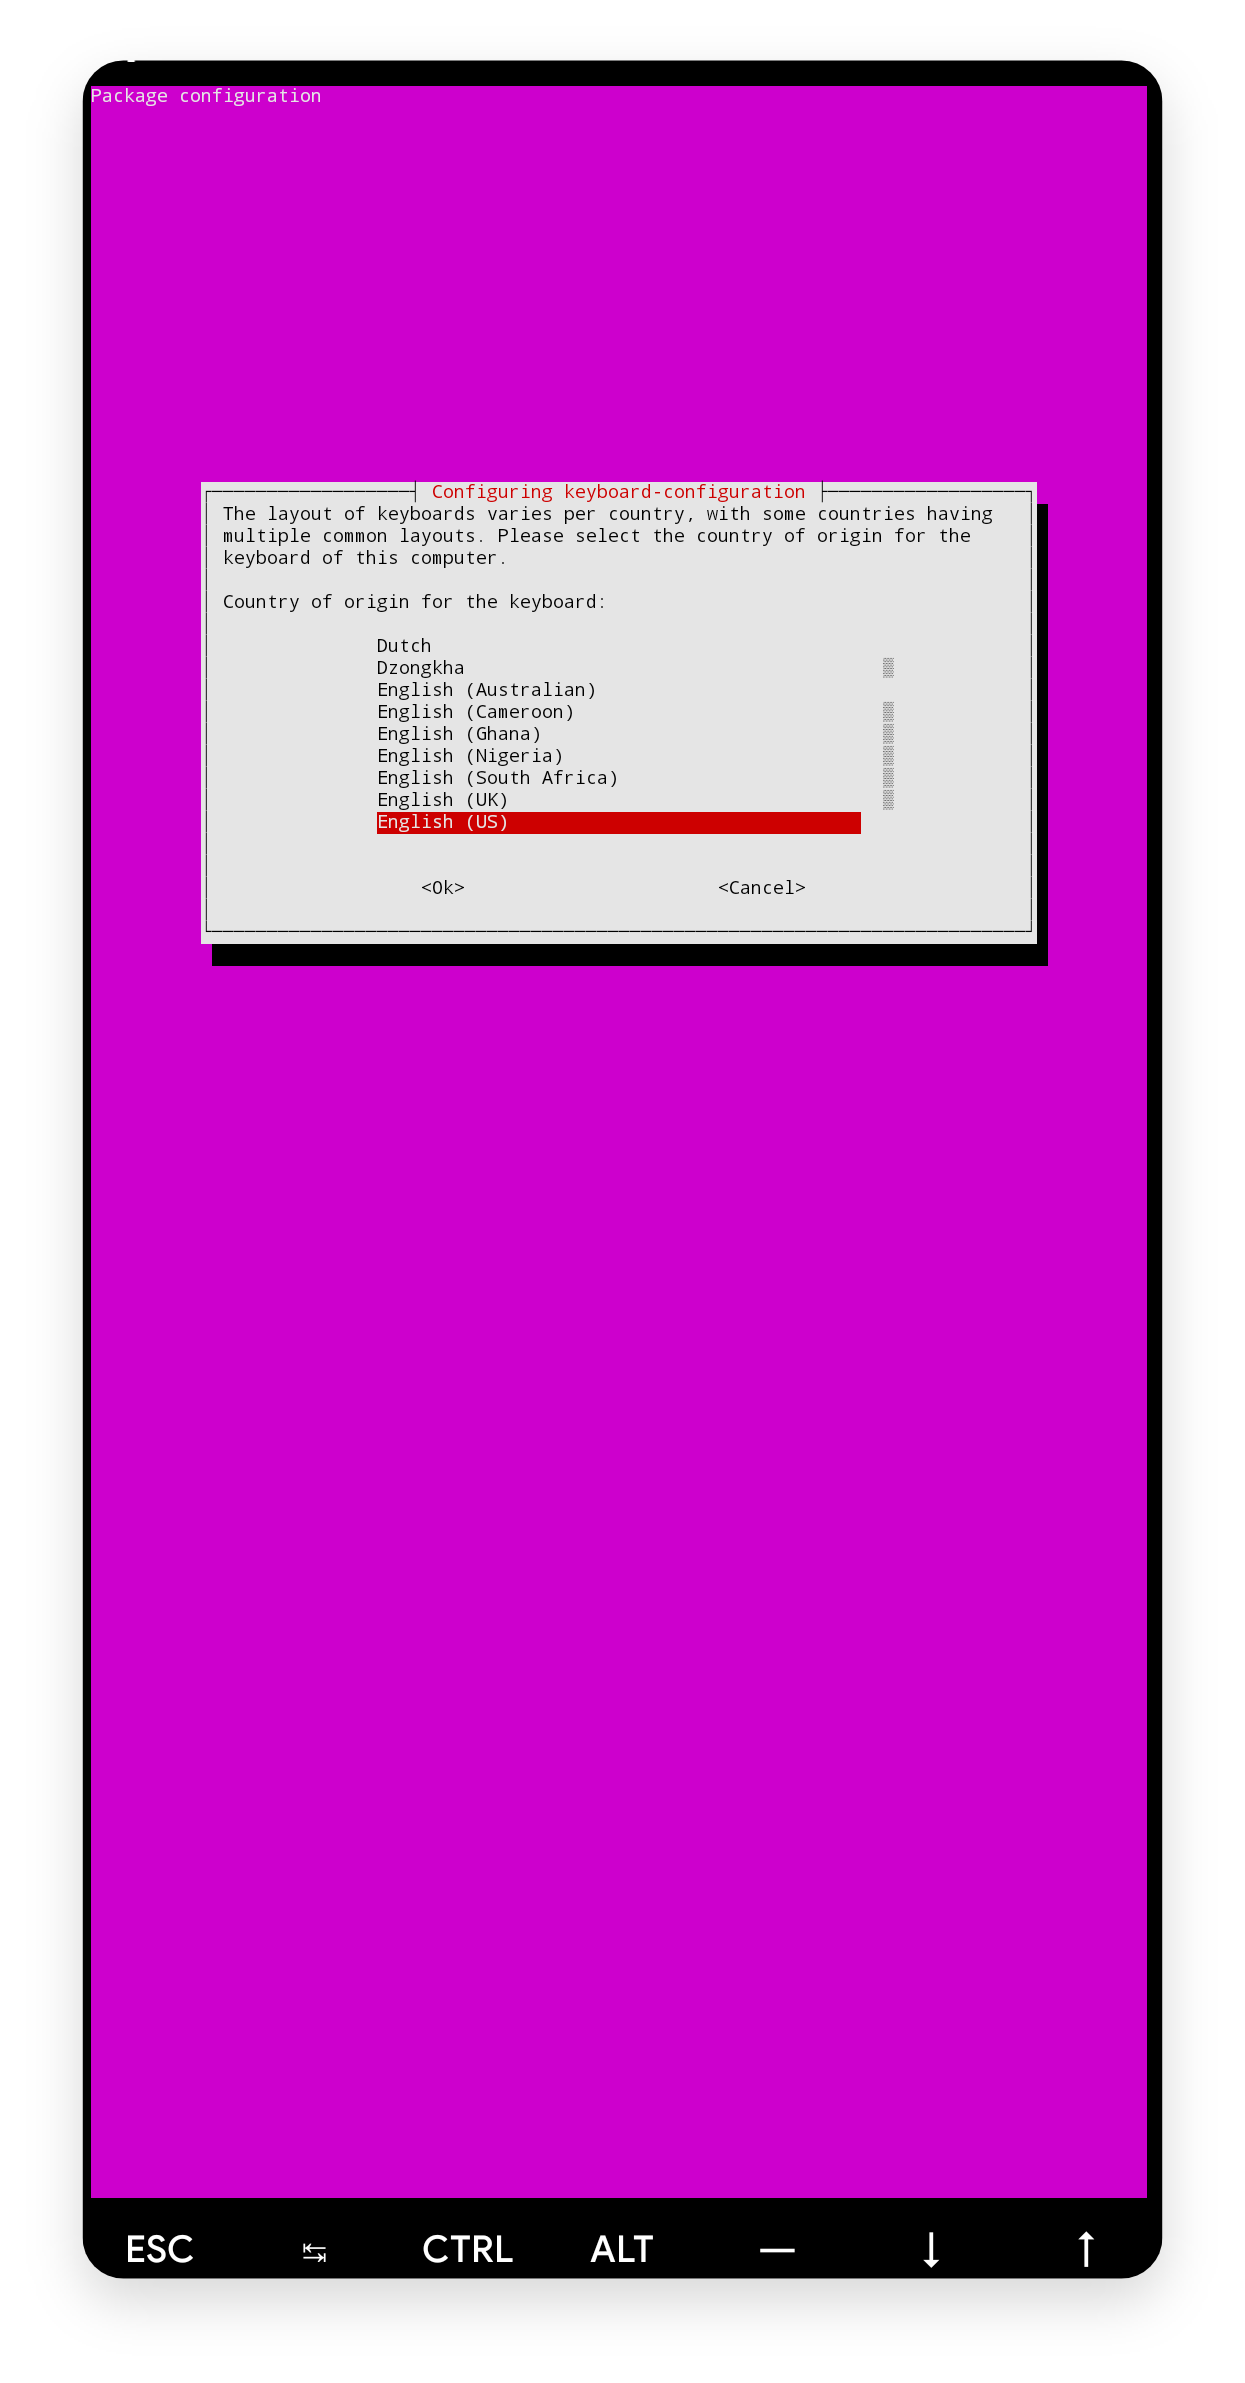 Package configuration
Configuring keyboard-configuration
The layout of keyboards varies per country, with some countries having
multiple common layouts. Please select the country of origin for the
keyboard of this computer.
Country of origin for the keyboard:
Dutch
Dzongkha
English (Australian)
English (Cameroon)
English (Ghana)
English (Nigeria)
English (South Africa)
English (UK)
English (US)
<Ok> <Cancel>
ESC ↹ CTRL ALT — ↓ ↑